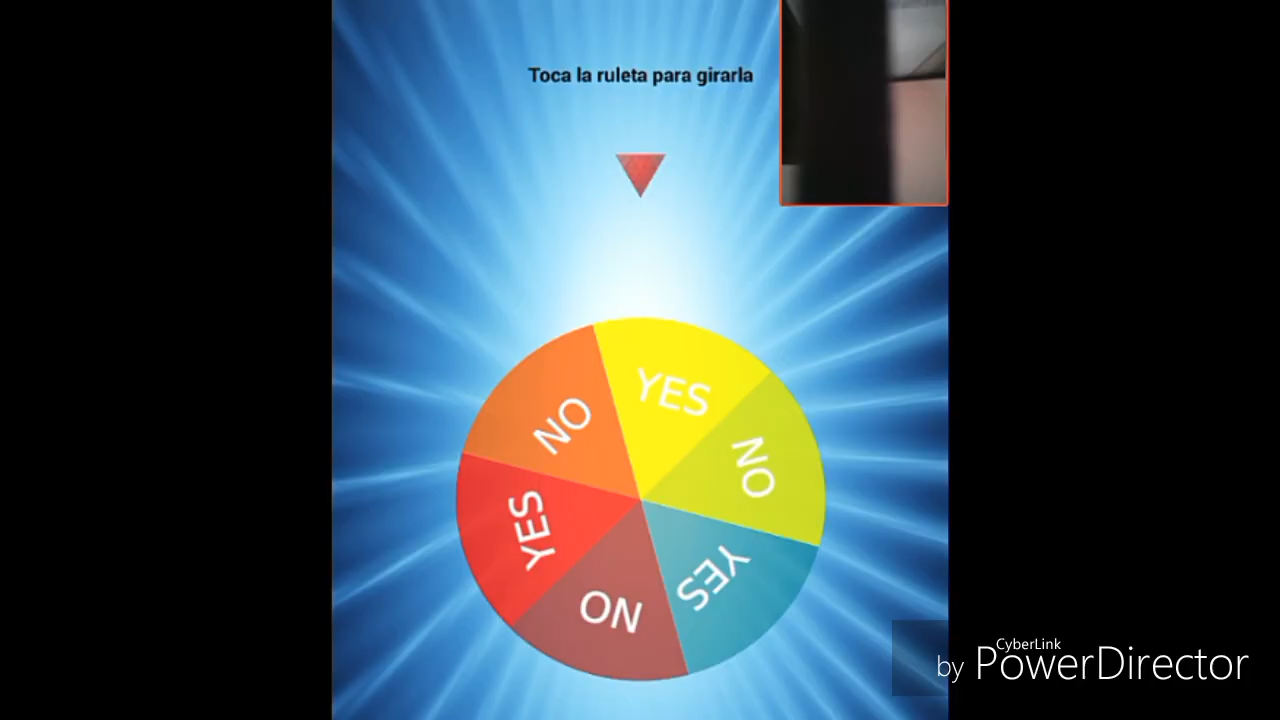 Toca la ruleta para girarla
YES
NO
NO
YES
YES
NO
CyberLink
by PowerDirector